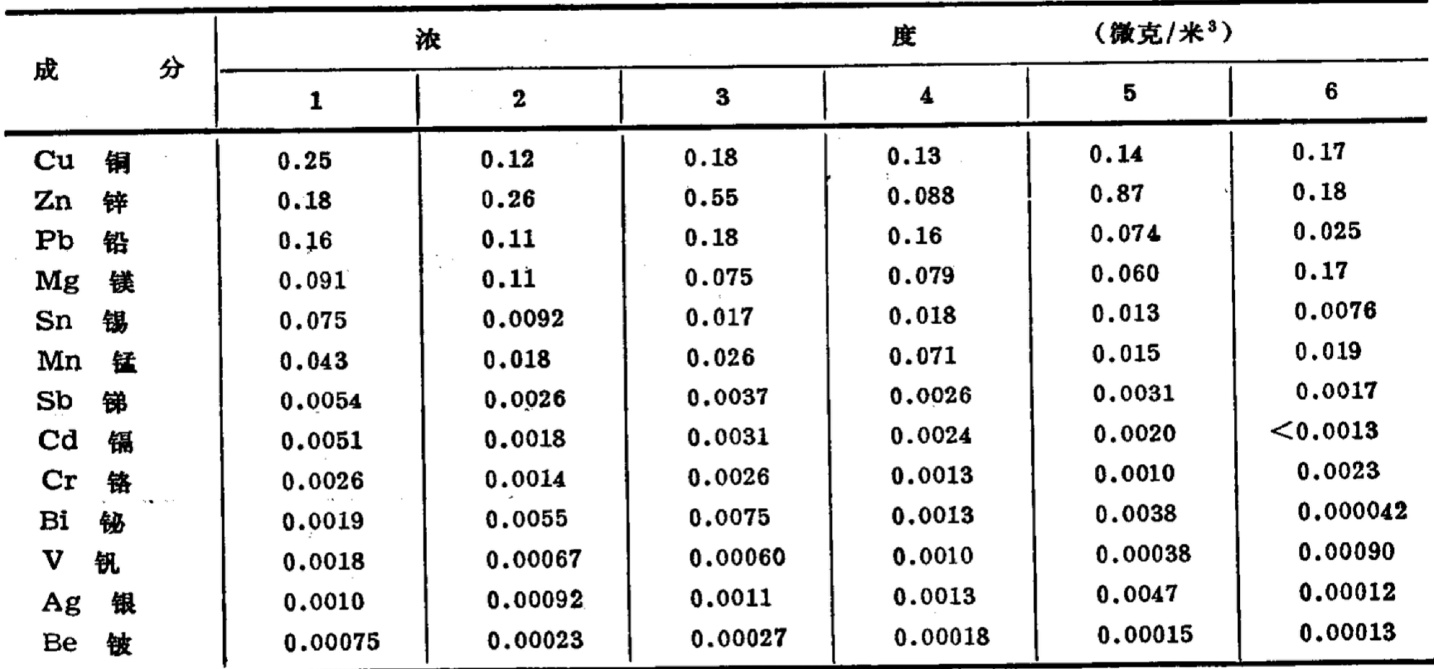 成 分 浓 度 (微克/米³)
1 2 3 4 5 6
Cu 铜 0.25 0.12 0.18 0.13 0.14 0.17
Zn 锌 0.18 0.26 0.55 0.088 0.87 0.18
Pb 铅 0.16 0.11 0.18 0.16 0.074 0.025
Mg 镁 0.091 0.11 0.075 0.079 0.060 0.17
Sn 锡 0.075 0.0092 0.017 0.018 0.013 0.0076
Mn 锰 0.043 0.018 0.026 0.071 0.015 0.019
Sb 锑 0.0054 0.0026 0.0037 0.0026 0.0031 0.0017
Cd 镉 0.0051 0.0018 0.0031 0.0024 0.0020 <0.0013
Cr 铬 0.0026 0.0014 0.0026 0.0013 0.0010 0.0023
Bi 铋 0.0019 0.0055 0.0075 0.0013 0.0038 0.000042
V 钒 0.0018 0.00067 0.00060 0.0010 0.00038 0.00090
Ag 银 0.0010 0.00092 0.0011 0.0013 0.0047 0.00012
Be 铍 0.00075 0.00023 0.00027 0.00018 0.00015 0.00013